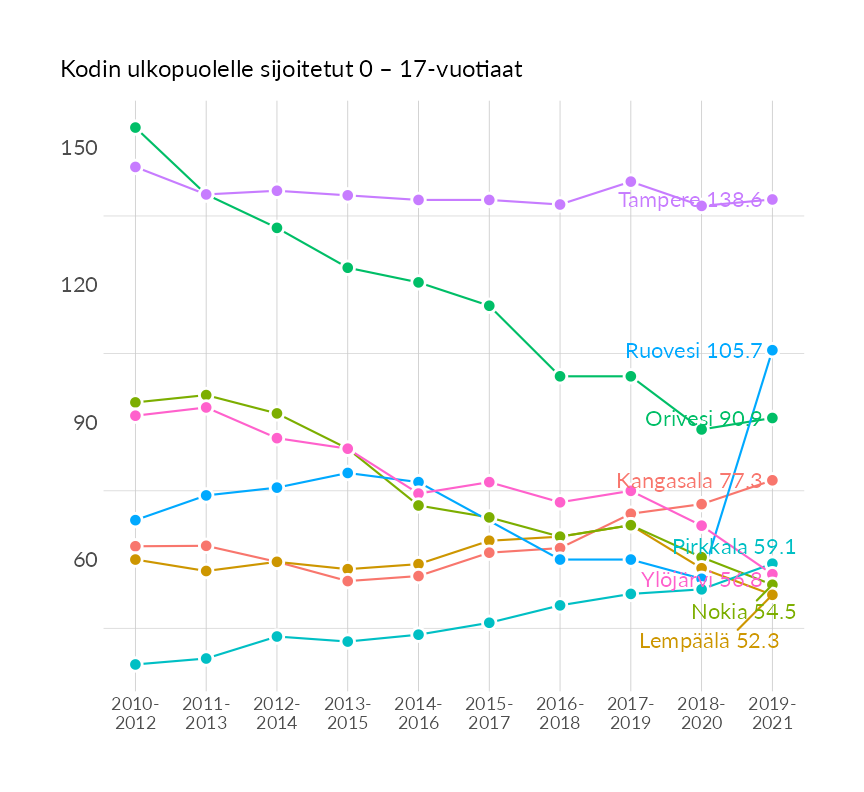 Kodin ulkopuolelle sijoitetut 0 – 17-vuotiaat
150
120
90
60
Tampere 138.6
Ruovesi 105.7
Orivesi 90.9
Kangasala 77.3
Pirkkala 59.1
Ylöjärvi 56.8
Nokia 54.5
Lempäälä 52.3
2010- 2011- 2012- 2013- 2014- 2015- 2016- 2017- 2018- 2019-
2012 2013 2014 2015 2016 2017 2018 2019 2020 2021